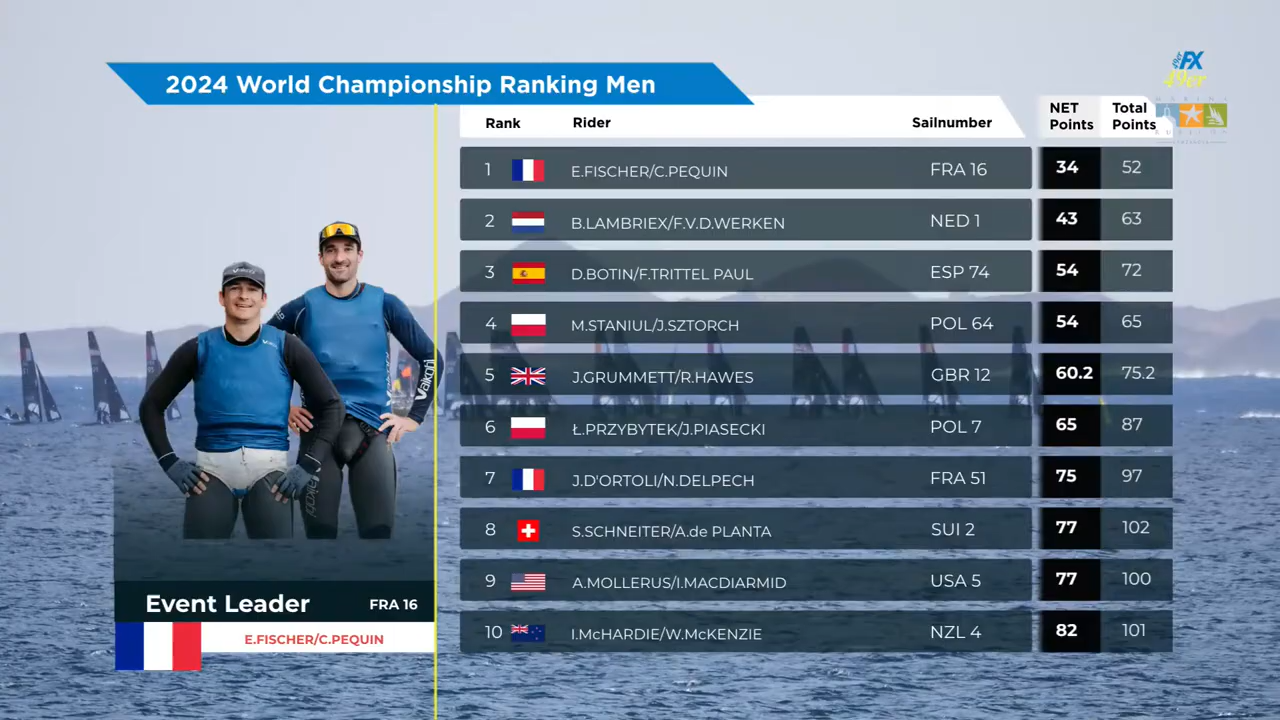 2024 World Championship Ranking Men
49er FX
49er
MARINA
RUBICON
Rank Rider Sailnumber NET Points Total Points
1 E.FISCHER/C.PEQUIN FRA 16 34 52
2 B.LAMBRIEX/F.V.D.WERKEN NED 1 43 63
3 D.BOTIN/F.TRITTEL PAUL ESP 74 54 72
4 M.STANIUL/J.SZTORCH POL 64 54 65
5 J.GRUMMETT/R.HAWES GBR 12 60.2 75.2
6 Ł.PRZYBYTEK/J.PIASECKI POL 7 65 87
7 J.D'ORTOLI/N.DELPECH FRA 51 75 97
8 S.SCHNEITER/A.de PLANTA SUI 2 77 102
9 A.MOLLERUS/I.MACDIARMID USA 5 77 100
10 I.McHARDIE/W.McKENZIE NZL 4 82 101
Vaikobi
Event Leader FRA 16
E.FISCHER/C.PEQUIN